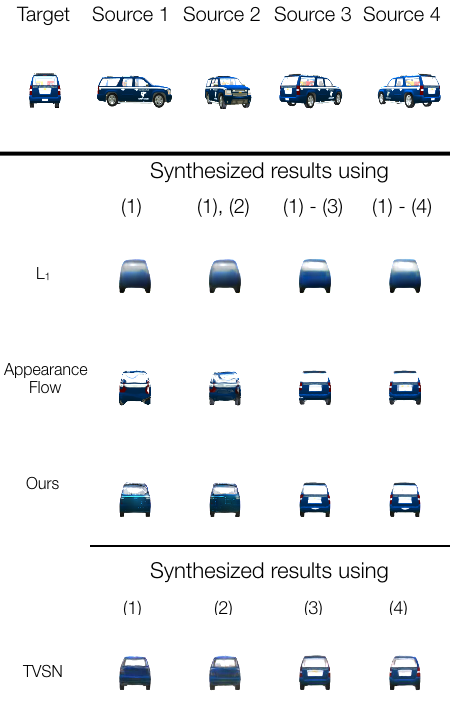 Target Source 1 Source 2 Source 3 Source 4
Synthesized results using
(1) (1), (2) (1) - (3) (1) - (4)
L₁
Appearance
Flow
Ours
Synthesized results using
(1) (2) (3) (4)
TVSN